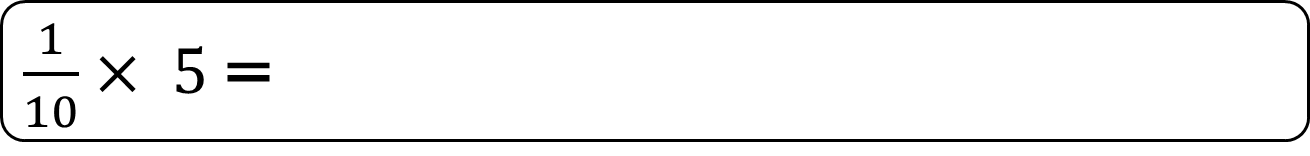 1/10 × 5 =